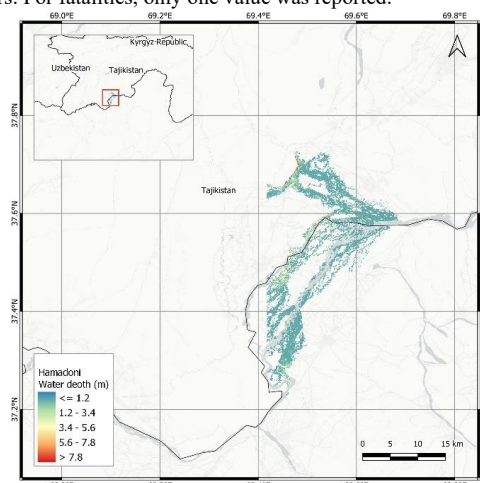 rs. For fatalities, only one value was reported.
69.0°E 69.2°E 69.4°E 69.6°E 69.8°E
Kyrgyz-Republic
Uzbekistan
Tajikistan
37.8°N
Tajikistan
37.6°N
37.4°N
37.2°N
Hamadoni
Water deoth (m)
<= 1.2
1.2 - 3.4
3.4 - 5.6
5.6 - 7.8
> 7.8
0 5 10 15 km